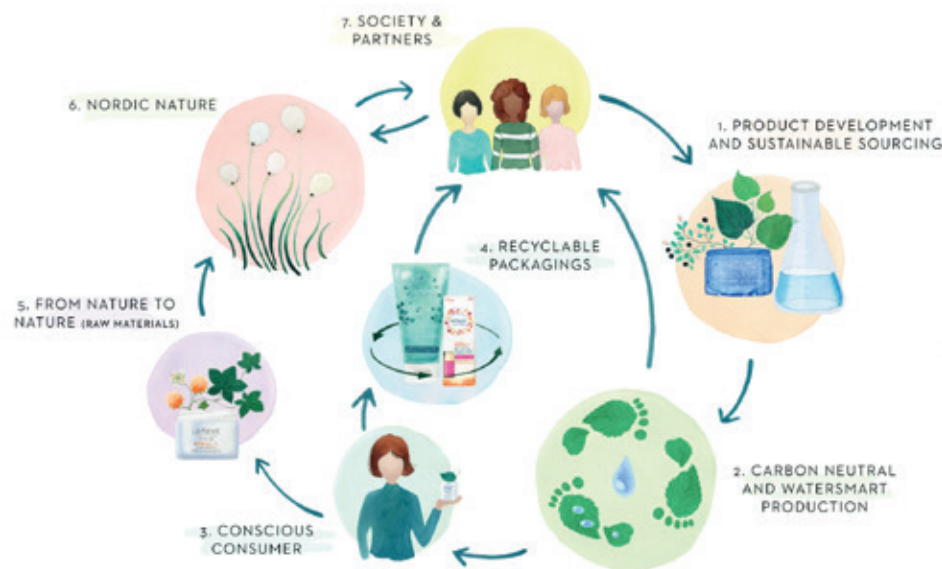 7. SOCIETY &
PARTNERS
6. NORDIC NATURE
1. PRODUCT DEVELOPMENT
AND SUSTAINABLE SOURCING
4. RECYCLABLE
PACKAGINGS
5. FROM NATURE TO
NATURE (RAW MATERIALS)
2. CARBON NEUTRAL
AND WATERSMART
PRODUCTION
3. CONSCIOUS
CONSUMER